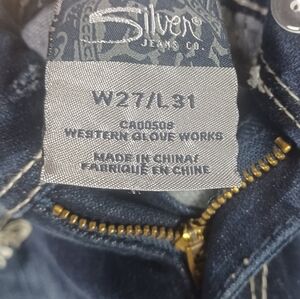 Silver
JEANS CO.
W27/L31
CA00508
WESTERN GLOVE WORKS
MADE IN CHINA/
FABRIQUÉ EN CHINE